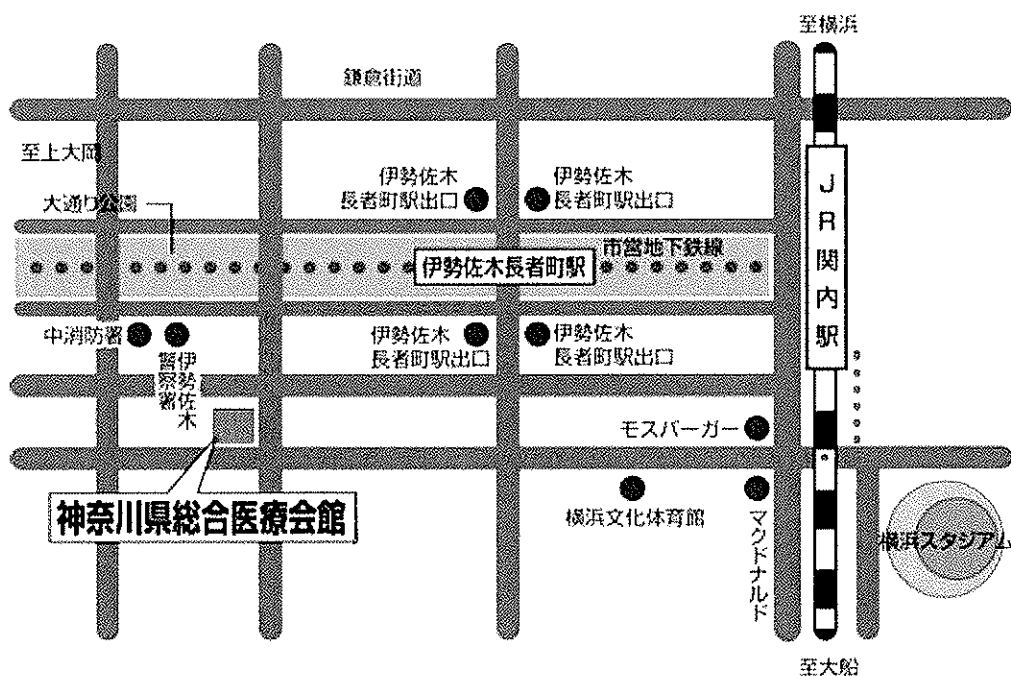 至横浜
鎌倉街道
至上大岡
伊勢佐木
長者町駅出口
伊勢佐木
長者町駅出口
JR関内駅
大通り公園
市営地下鉄線
伊勢佐木長者町駅
中消防署
伊勢佐木
警察署
伊勢佐木
長者町駅出口
伊勢佐木
長者町駅出口
モスバーガー
神奈川県総合医療会館
横浜文化体育館
マクドナルド
横浜スタジアム
至大船